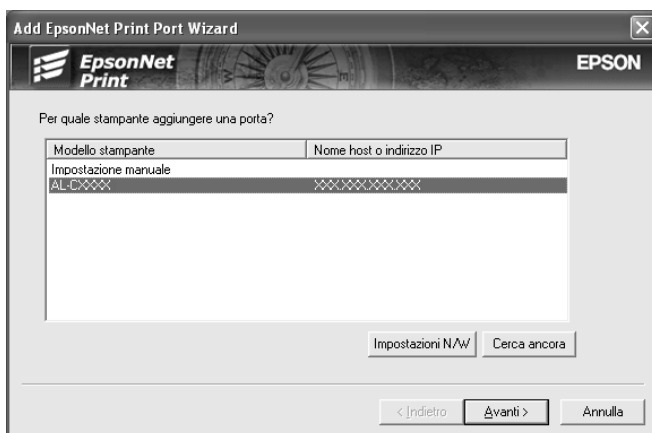 Add EpsonNet Print Port Wizard
EpsonNet
Print
EPSON
Per quale stampante aggiungere una porta?
Modello stampante Nome host o indirizzo IP
Impostazione manuale
AL-CXXXX XXX.XXX.XXX.XXX
Impostazioni N/W Cerca ancora
< Indietro Avanti > Annulla